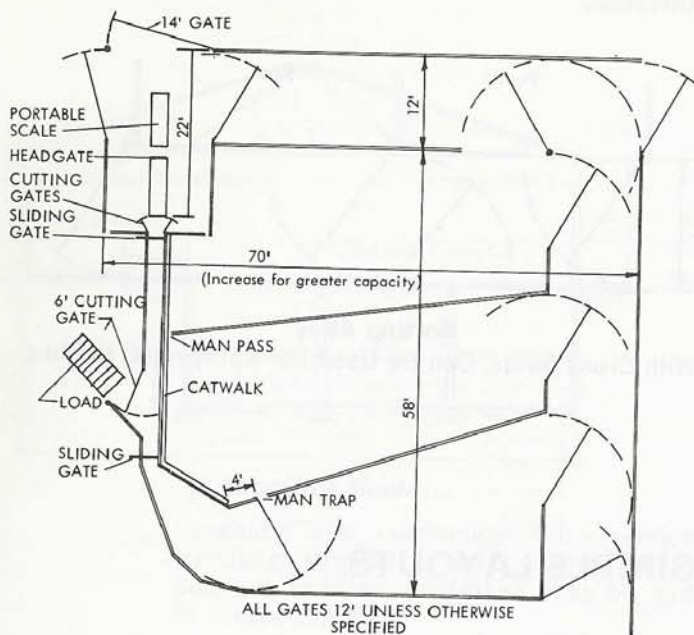 14' GATE
PORTABLE
SCALE
HEADGATE
CUTTING
GATES
SLIDING
GATE
22'
12'
70'
(Increase for greater capacity)
6' CUTTING
GATE
MAN PASS
CATWALK
LOAD
58'
SLIDING
GATE
4'
MAN TRAP
ALL GATES 12' UNLESS OTHERWISE
SPECIFIED